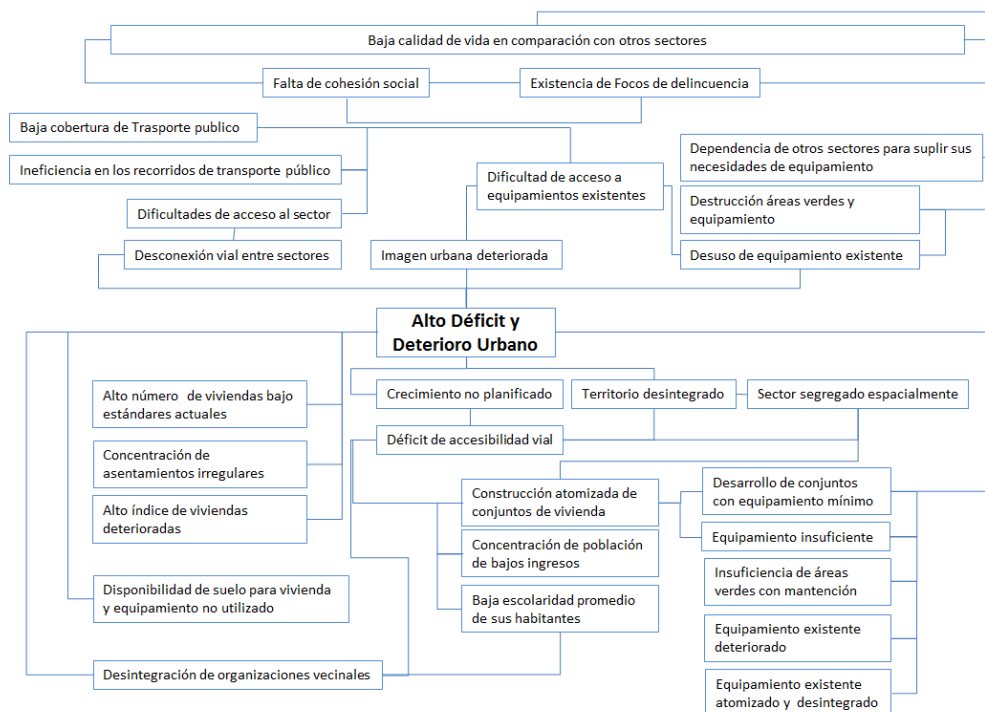 Baja calidad de vida en comparación con otros sectores
Falta de cohesión social
Existencia de Focos de delincuencia
Baja cobertura de Trasporte publico
Ineficiencia en los recorridos de transporte público
Dificultad de acceso a
equipamientos existentes
Dependencia de otros sectores para suplir sus
necesidades de equipamiento
Dificultades de acceso al sector
Destrucción áreas verdes y
equipamiento
Desconexión vial entre sectores
Imagen urbana deteriorada
Desuso de equipamiento existente
Alto Déficit y
Deterioro Urbano
Alto número de viviendas bajo
estándares actuales
Crecimiento no planificado
Territorio desintegrado
Sector segregado espacialmente
Déficit de accesibilidad vial
Concentración de
asentamientos irregulares
Alto índice de viviendas
deterioradas
Construcción atomizada de
conjuntos de vivienda
Desarrollo de conjuntos
con equipamiento mínimo
Equipamiento insuficiente
Concentración de población
de bajos ingresos
Insuficiencia de áreas
verdes con mantención
Disponibilidad de suelo para vivienda
y equipamiento no utilizado
Baja escolaridad promedio
de sus habitantes
Equipamiento existente
deteriorado
Desintegración de organizaciones vecinales
Equipamiento existente
atomizado y desintegrado